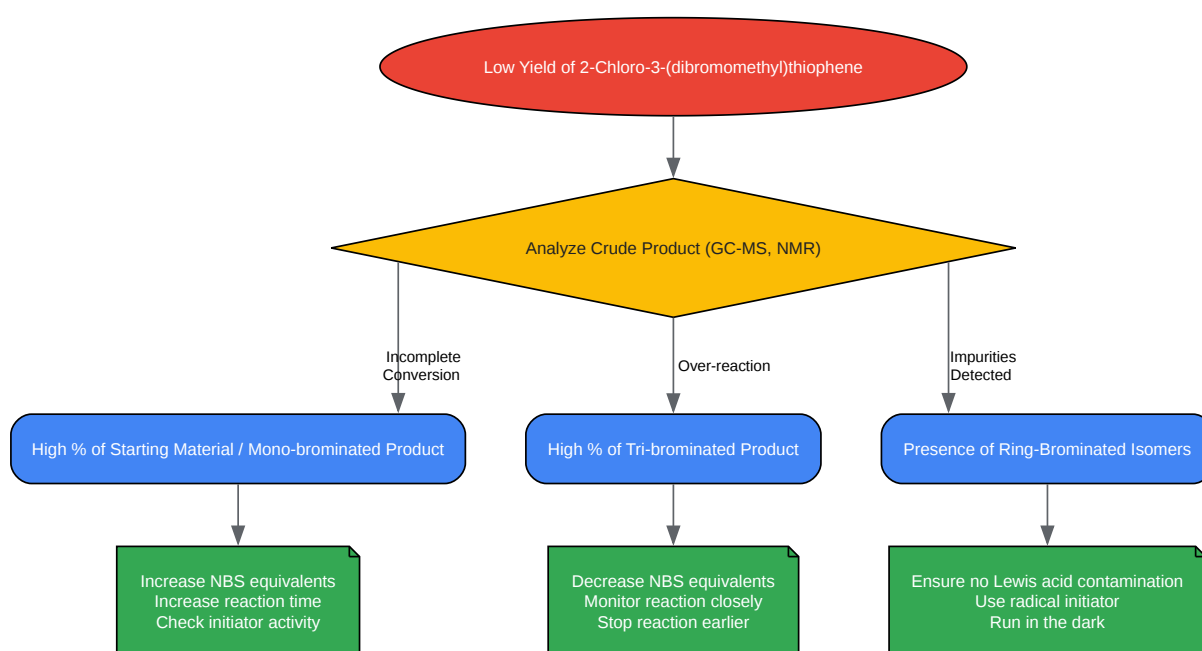 Low Yield of 2-Chloro-3-(dibromomethyl)thiophene
Analyze Crude Product (GC-MS, NMR)
Incomplete
Conversion
Over-reaction
Impurities
Detected
High % of Starting Material / Mono-brominated Product
High % of Tri-brominated Product
Presence of Ring-Brominated Isomers
Increase NBS equivalents
Increase reaction time
Check initiator activity
Decrease NBS equivalents
Monitor reaction closely
Stop reaction earlier
Ensure no Lewis acid contamination
Use radical initiator
Run in the dark